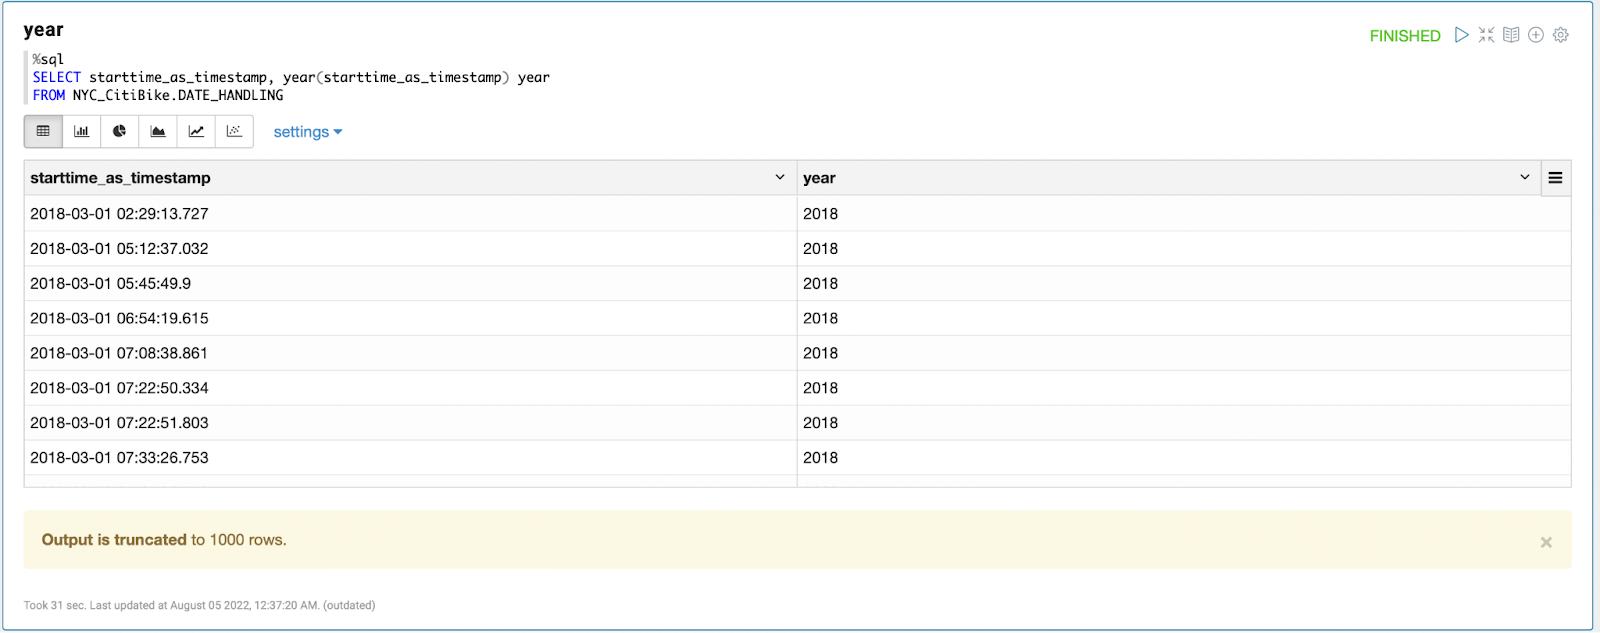 year
FINISHED
%sql
SELECT starttime_as_timestamp, year(starttime_as_timestamp) year
FROM NYC_CitiBike.DATE_HANDLING
settings
starttime_as_timestamp year
2018-03-01 02:29:13.727 2018
2018-03-01 05:12:37.032 2018
2018-03-01 05:45:49.9 2018
2018-03-01 06:54:19.615 2018
2018-03-01 07:08:38.861 2018
2018-03-01 07:22:50.334 2018
2018-03-01 07:22:51.803 2018
2018-03-01 07:33:26.753 2018
Output is truncated to 1000 rows.
Took 31 sec. Last updated at August 05 2022, 12:37:20 AM. (outdated)